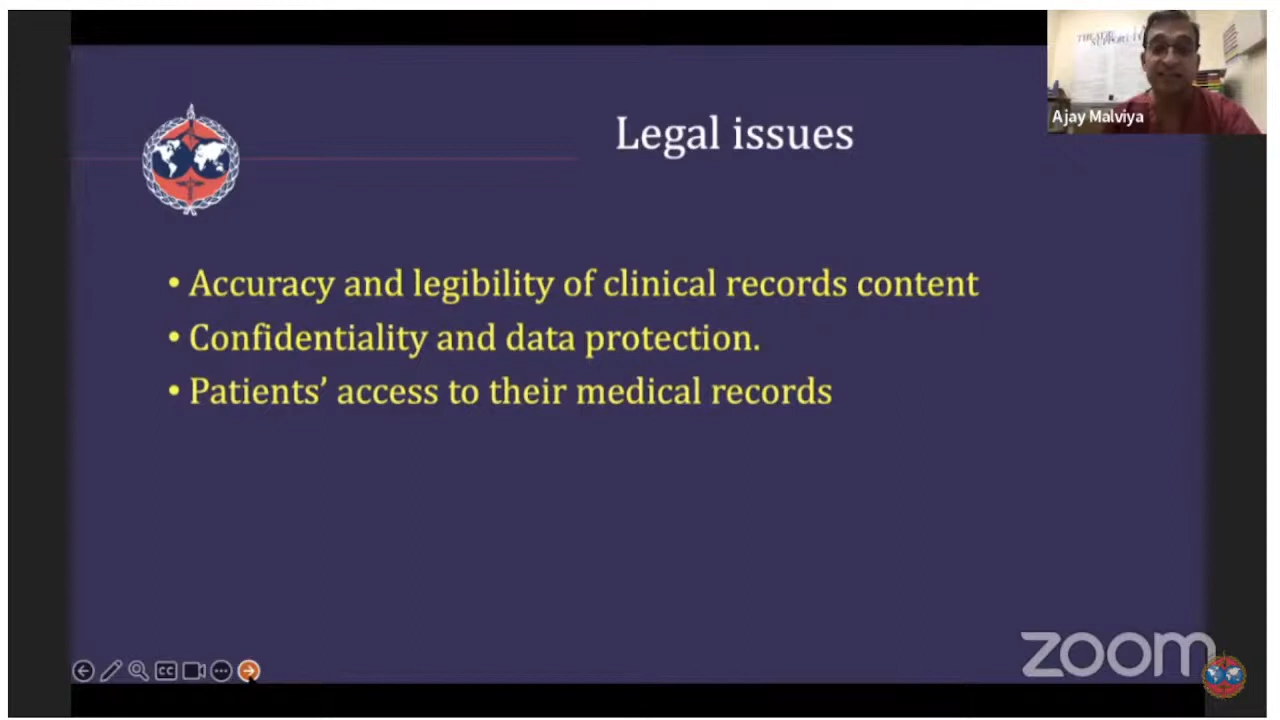 Legal issues
Ajay Malviya
• Accuracy and legibility of clinical records content
• Confidentiality and data protection.
• Patients’ access to their medical records
CC
zoom